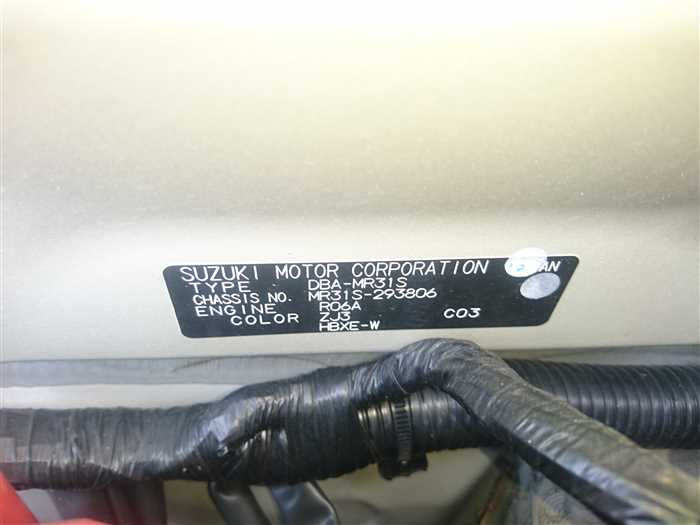 SUZUKI MOTOR CORPORATION
TYPE DBA-MR31S
CHASSIS NO. MR31S-293806
ENGINE R06A
COLOR ZJ3 C03
HBXE-W